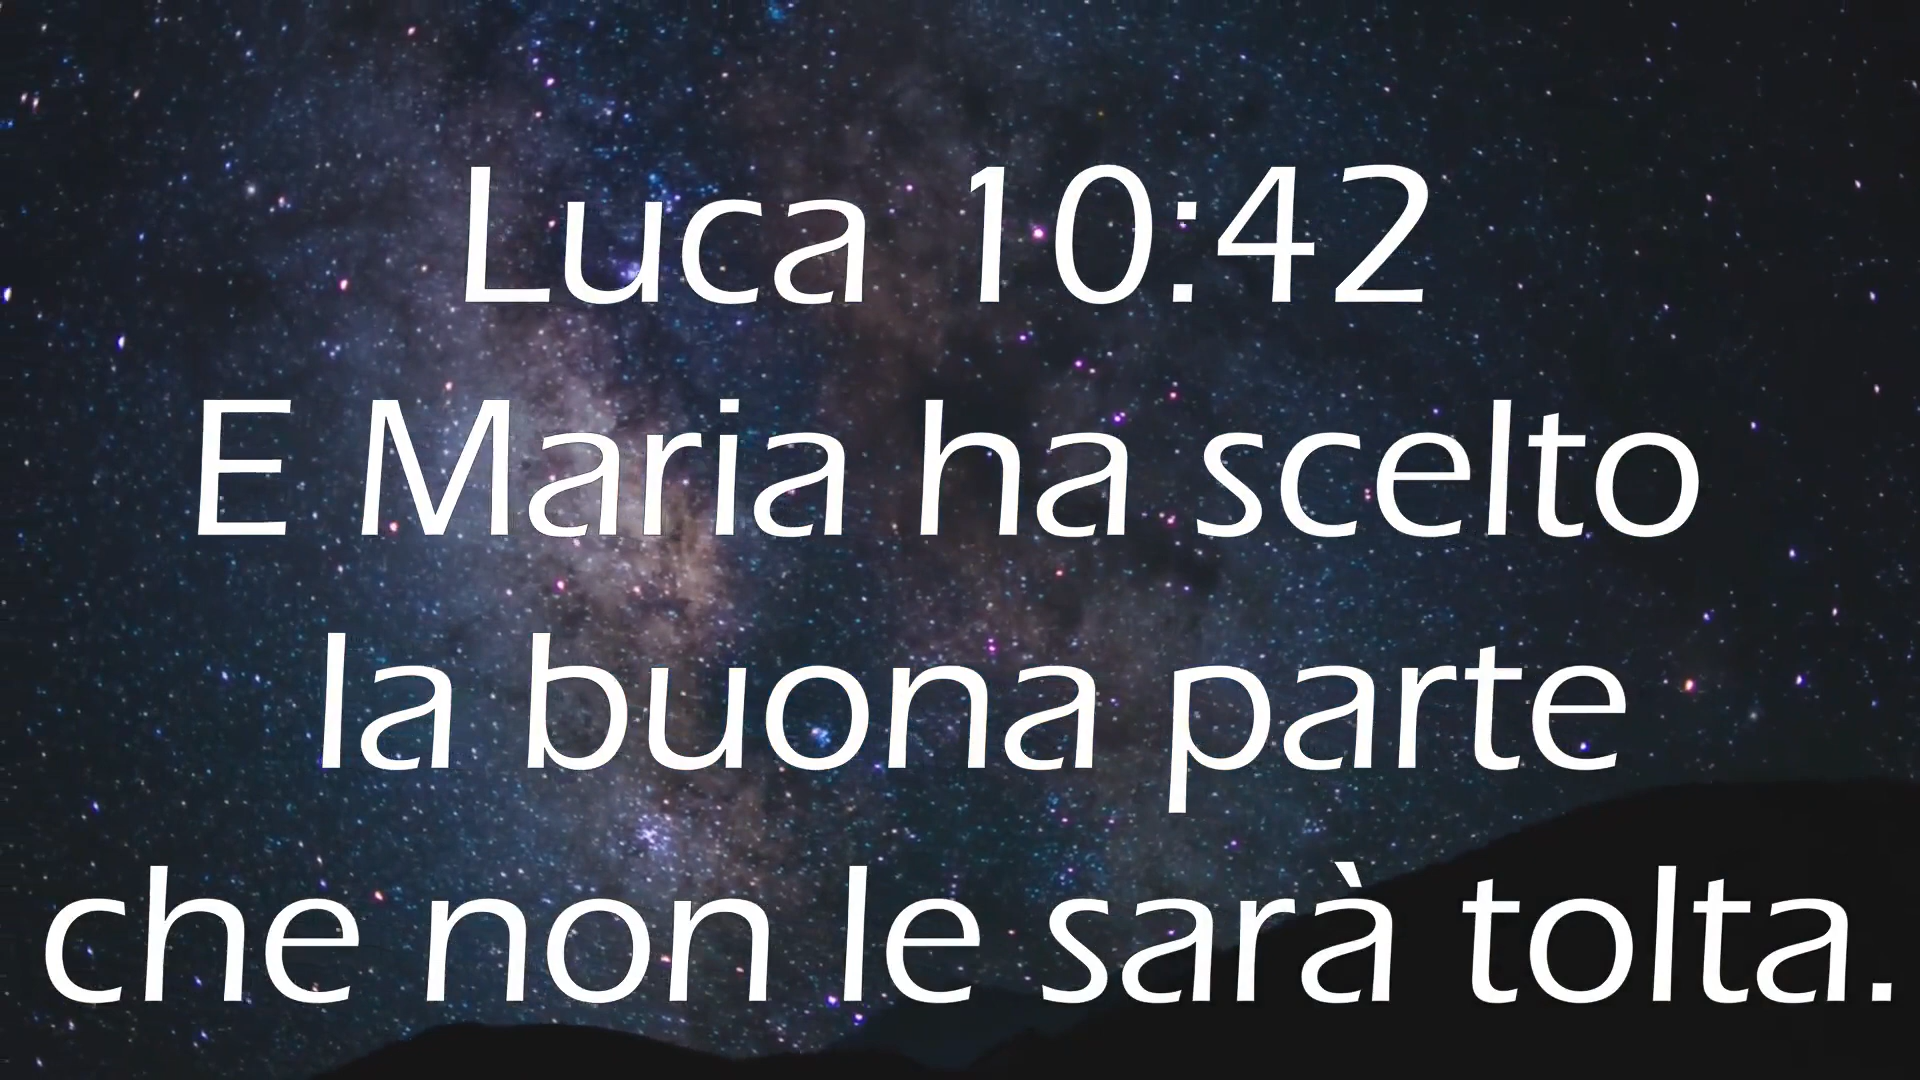 Luca 10:42
E Maria ha scelto
la buona parte
che non le sarà tolta.